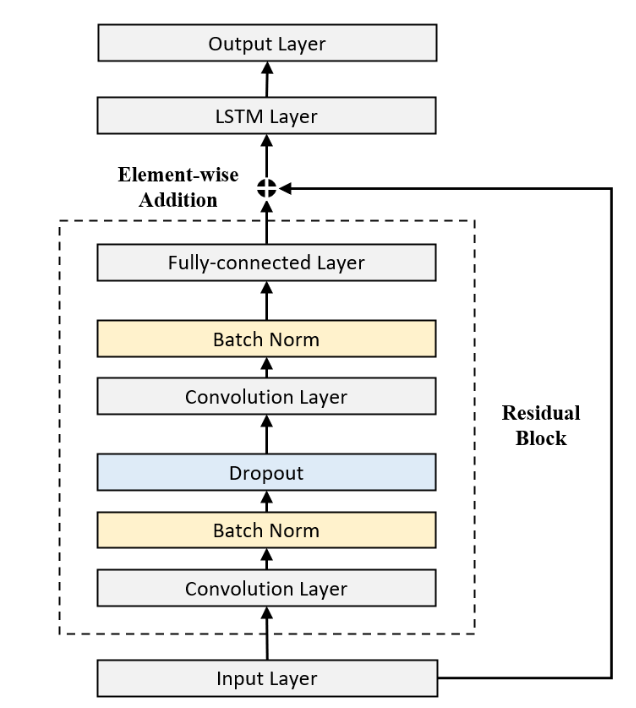 Output Layer
LSTM Layer
Element-wise
Addition
Fully-connected Layer
Batch Norm
Convolution Layer
Residual
Block
Dropout
Batch Norm
Convolution Layer
Input Layer